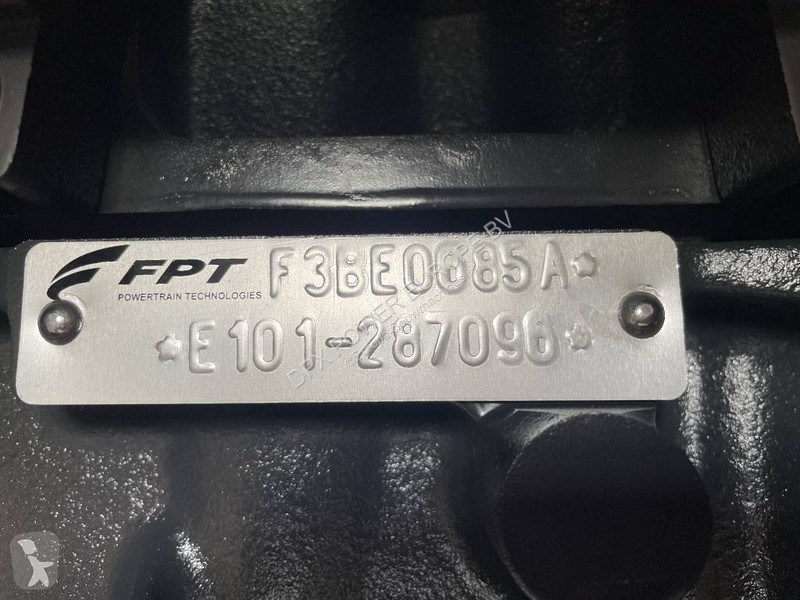 FPT F3BE0685A*
POWERTRAIN TECHNOLOGIES
*E101-287096*